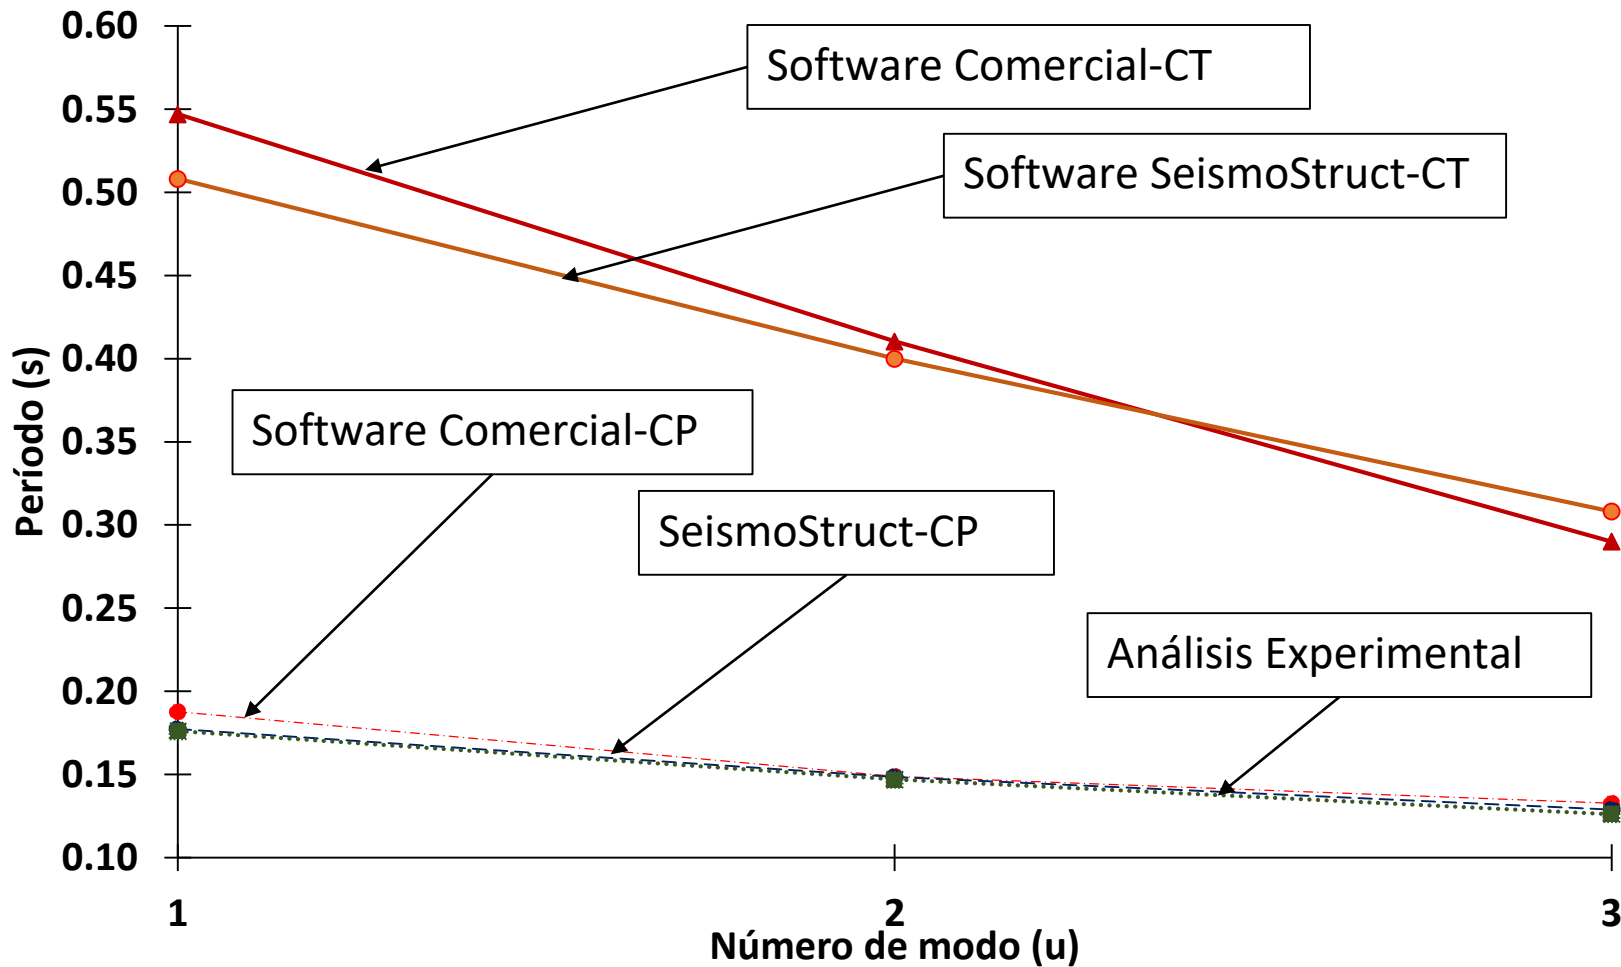 0.60
0.55
0.50
0.45
0.40
0.35
0.30
0.25
0.20
0.15
0.10
Período (s)
Software Comercial-CT
Software SeismoStruct-CT
Software Comercial-CP
SeismoStruct-CP
Análisis Experimental
1
2
3
Número de modo (u)